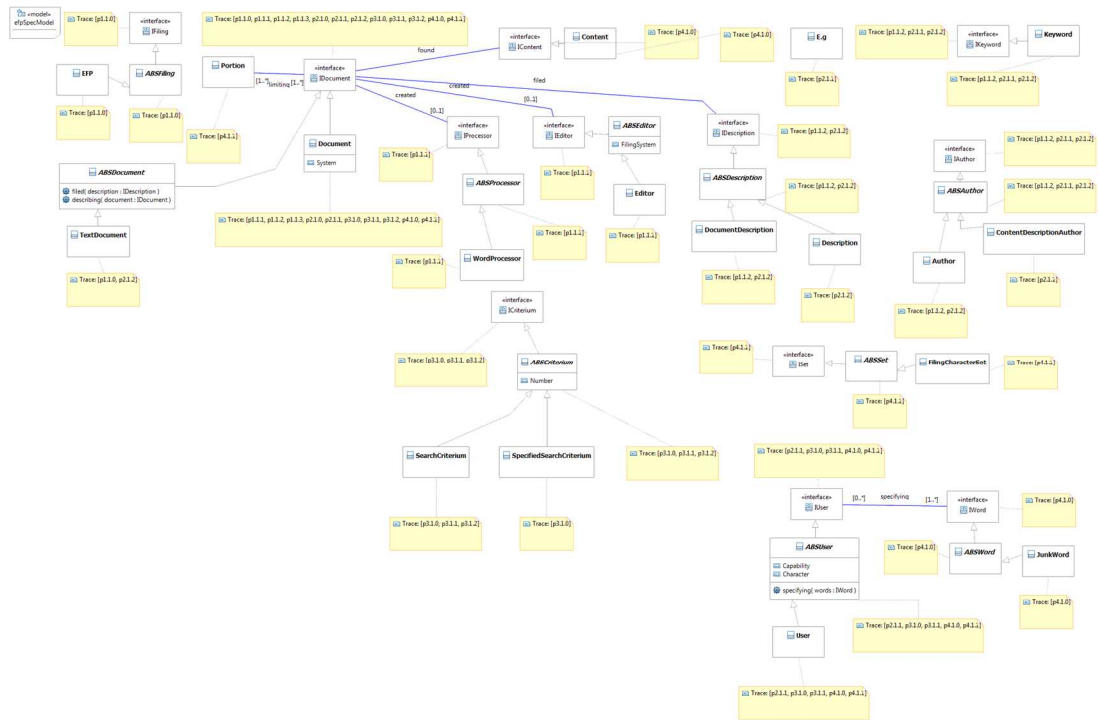 «model»
efpSpecModel
Trace: [p1.1.0]
«interface»
IFiling
Trace: [p1.1.0, p1.1.1, p1.1.2, p1.1.3, p2.1.0, p2.1.1, p2.1.2, p3.1.0, p3.1.1, p3.1.2, p4.1.0, p4.1.1]
«interface»
IContent
Content
Trace: [p4.1.0]
Trace: [p4.1.0]
E.g
Trace: [p1.1.2, p2.1.1, p2.1.2]
«interface»
IKeyword
Keyword
found
EFP
ABSFiling
Portion
[1..*]
limiting
[1..*]
«interface»
IDocument
created
created
filed
Trace: [p2.1.1]
Trace: [p1.1.2, p2.1.1, p2.1.2]
Trace: [p1.1.0]
Trace: [p1.1.0]
Trace: [p4.1.1]
[0..1]
[0..1]
«interface»
IProcessor
«interface»
IEditor
ABSEditor
FilingSystem
«interface»
IDescription
Trace: [p1.1.2, p2.1.2]
Document
System
Trace: [p1.1.1]
Trace: [p1.1.1]
«interface»
IAuthor
Trace: [p1.1.2, p2.1.1, p2.1.2]
ABSDocument
filed( description : IDescription )
describing( document : IDocument )
ABSProcessor
Editor
ABSDescription
Trace: [p1.1.2, p2.1.2]
ABSAuthor
Trace: [p1.1.2, p2.1.1, p2.1.2]
Trace: [p1.1.1, p1.1.2, p1.1.3, p2.1.0, p2.1.1, p3.1.0, p3.1.1, p3.1.2, p4.1.0, p4.1.1]
TextDocument
Trace: [p1.1.1]
Trace: [p1.1.1]
DocumentDescription
Description
ContentDescriptionAuthor
Trace: [p1.1.0, p2.1.2]
Trace: [p1.1.1]
WordProcessor
Author
Trace: [p1.1.2, p2.1.2]
Trace: [p2.1.2]
Trace: [p2.1.1]
«interface»
ICriterium
Trace: [p1.1.2, p2.1.2]
Trace: [p3.1.0, p3.1.1, p3.1.2]
ABSCriterium
Number
Trace: [p4.1.1]
«interface»
ISet
ABSSet
FilingCharacterSet
Trace: [p4.1.1]
Trace: [p4.1.1]
SearchCriterium
SpecifiedSearchCriterium
Trace: [p3.1.0, p3.1.1, p3.1.2]
Trace: [p2.1.1, p3.1.0, p3.1.1, p4.1.0, p4.1.1]
Trace: [p3.1.0, p3.1.1, p3.1.2]
Trace: [p3.1.0]
«interface»
IUser
[0..*]
specifying
[1..*]
«interface»
IWord
Trace: [p4.1.0]
ABSUser
Capability
Character
specifying( words : IWord )
Trace: [p4.1.0]
ABSWord
JunkWord
Trace: [p4.1.0]
User
Trace: [p2.1.1, p3.1.0, p3.1.1, p4.1.0, p4.1.1]
Trace: [p2.1.1, p3.1.0, p3.1.1, p4.1.0, p4.1.1]